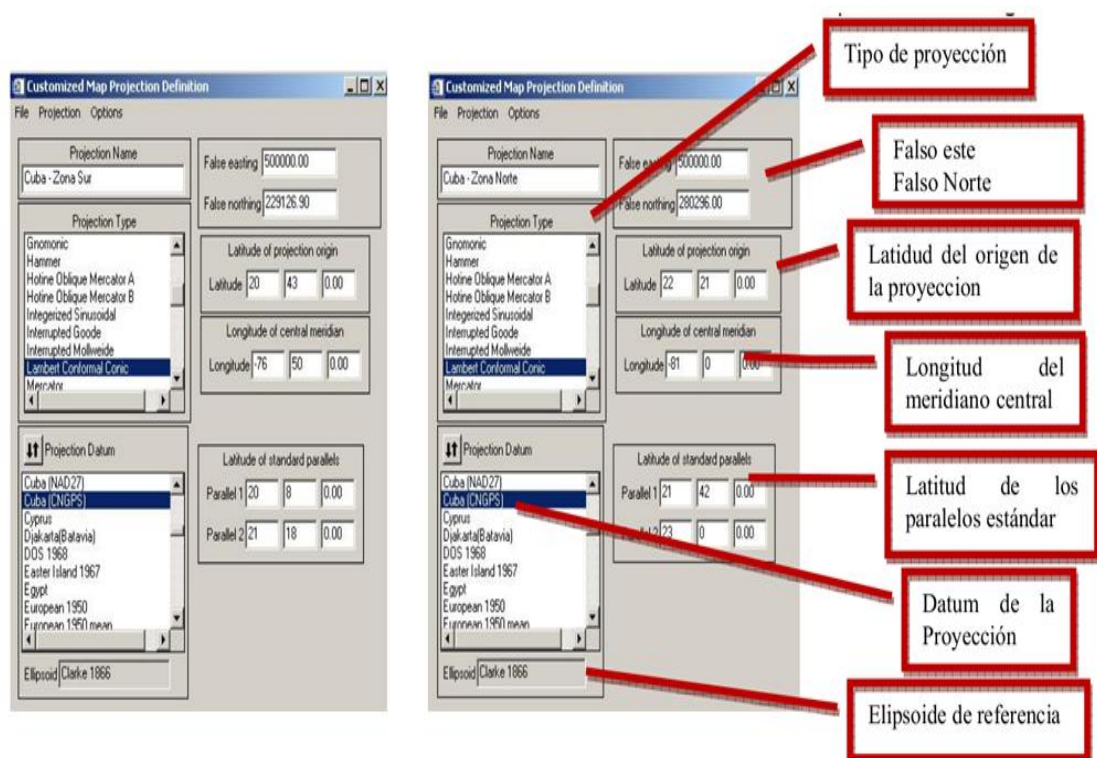 Customized Map Projection Definition
File Projection Options
Projection Name
Cuba - Zona Sur
Projection Type
Gnomonic
Hammer
Hotine Oblique Mercator A
Hotine Oblique Mercator B
Integerized Sinusoidal
Interrupted Goode
Interrupted Mollweide
Lambert Conformal Conic
Mercator
False easting 500000.00
False northing 229126.90
Latitude of projection origin
Latitude 20 43 0.00
Longitude of central meridian
Longitude -76 50 0.00
Projection Datum
Cuba (NAD27)
Cuba (CNGPS)
Cyprus
Djakarta(Batavia)
DOS 1968
Easter Island 1967
Egypt
European 1950
European 1950 mean
Latitude of standard parallels
Parallel 1 20 8 0.00
Parallel 2 21 18 0.00
Ellipsoid Clarke 1866
Customized Map Projection Definition
File Projection Options
Projection Name
Cuba - Zona Norte
Projection Type
Gnomonic
Hammer
Hotine Oblique Mercator A
Hotine Oblique Mercator B
Integerized Sinusoidal
Interrupted Goode
Interrupted Mollweide
Lambert Conformal Conic
Mercator
False easting 500000.00
False northing 280296.00
Latitude of projection origin
Latitude 22 21 0.00
Longitude of central meridian
Longitude -81 0 0.00
Projection Datum
Cuba (NAD27)
Cuba (CNGPS)
Cyprus
Djakarta(Batavia)
DOS 1968
Easter Island 1967
Egypt
European 1950
European 1950 mean
Latitude of standard parallels
Parallel 1 21 42 0.00
Parallel 2 23 0 0.00
Ellipsoid Clarke 1866
Tipo de proyección
Falso este
Falso Norte
Latidud del origen de
la proyeccion
Longitud del
meridiano central
Latitud de los
paralelos estándar
Datum de la
Proyección
Elipsoide de referencia